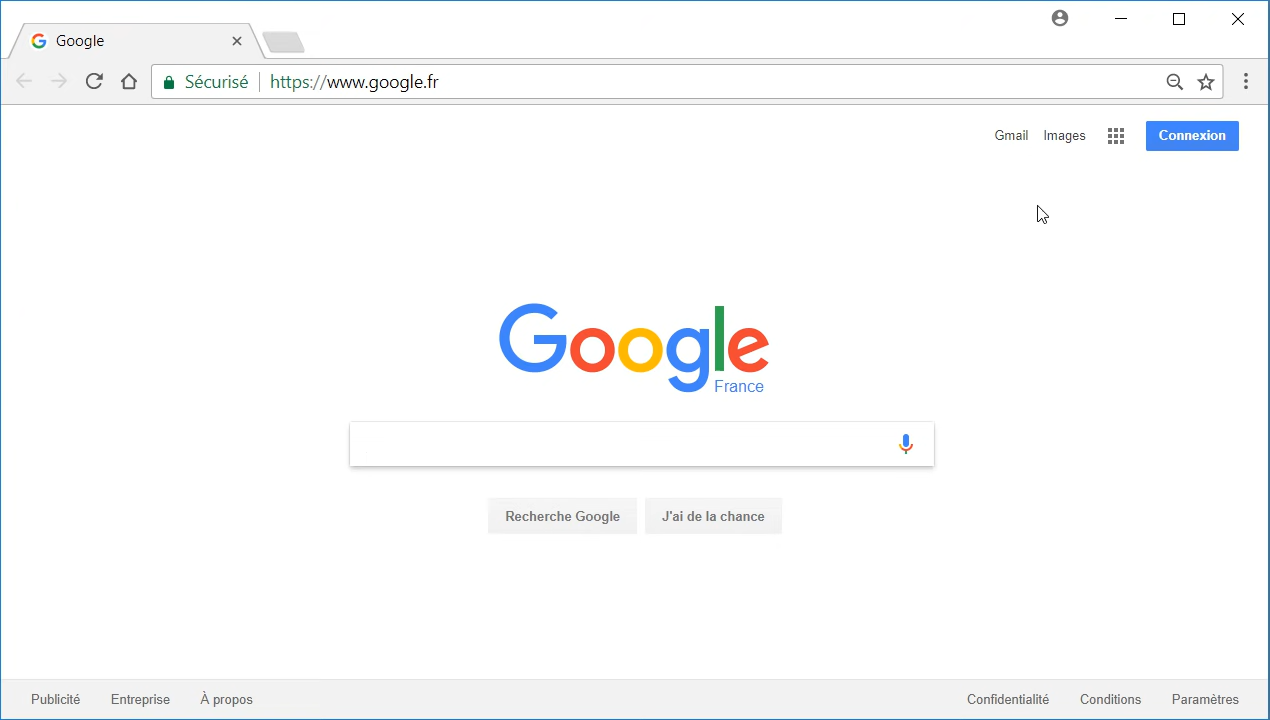 Google
Sécurisé https://www.google.fr
Gmail Images Connexion
Google
France
Recherche Google J'ai de la chance
Publicité Entreprise À propos Confidentialité Conditions Paramètres